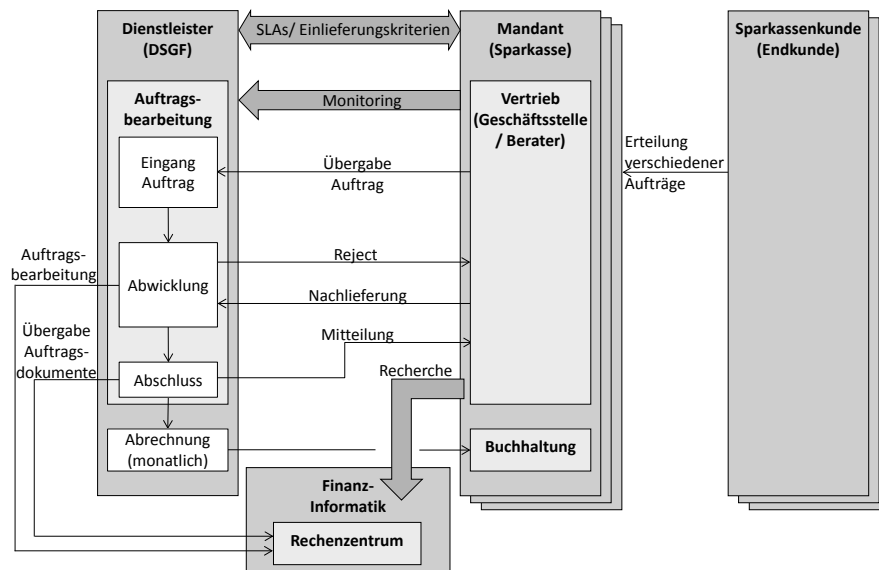 Dienstleister
(DSGF)
SLAs/ Einlieferungskriterien
Mandant
(Sparkasse)
Sparkassenkunde
(Endkunde)
Auftrags-
bearbeitung
Monitoring
Vertrieb
(Geschäftsstelle
/ Berater)
Eingang
Auftrag
Übergabe
Auftrag
Erteilung
verschiedener
Aufträge
Auftrags-
bearbeitung
Abwicklung
Reject
Nachlieferung
Übergabe
Auftrags-
dokumente
Mitteilung
Abschluss
Recherche
Abrechnung
(monatlich)
Buchhaltung
Finanz-
Informatik
Rechenzentrum